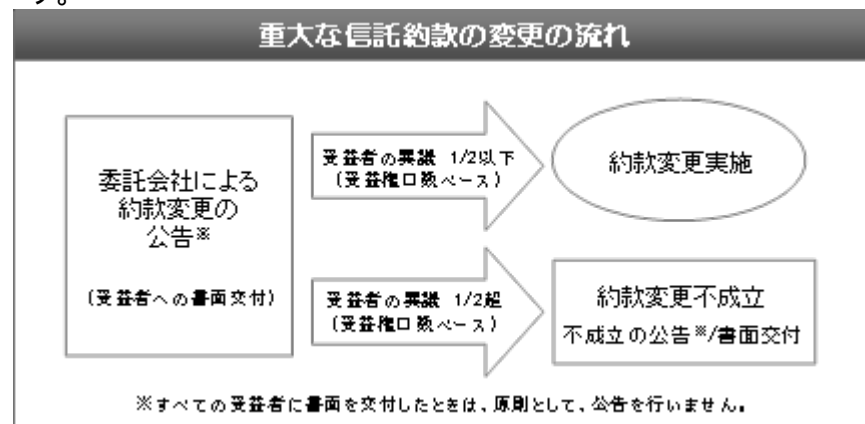 す。
重大な信託約款の変更の流れ
委託会社による
約款変更の
公告※
(受益者への書面交付)
受益者の異議 1/2以下
(受益権口数ベース)
約款変更実施
受益者の異議 1/2超
(受益権口数ベース)
約款変更不成立
不成立の公告※/書面交付
※すべての受益者に書面を交付したときは、原則として、公告を行いません。